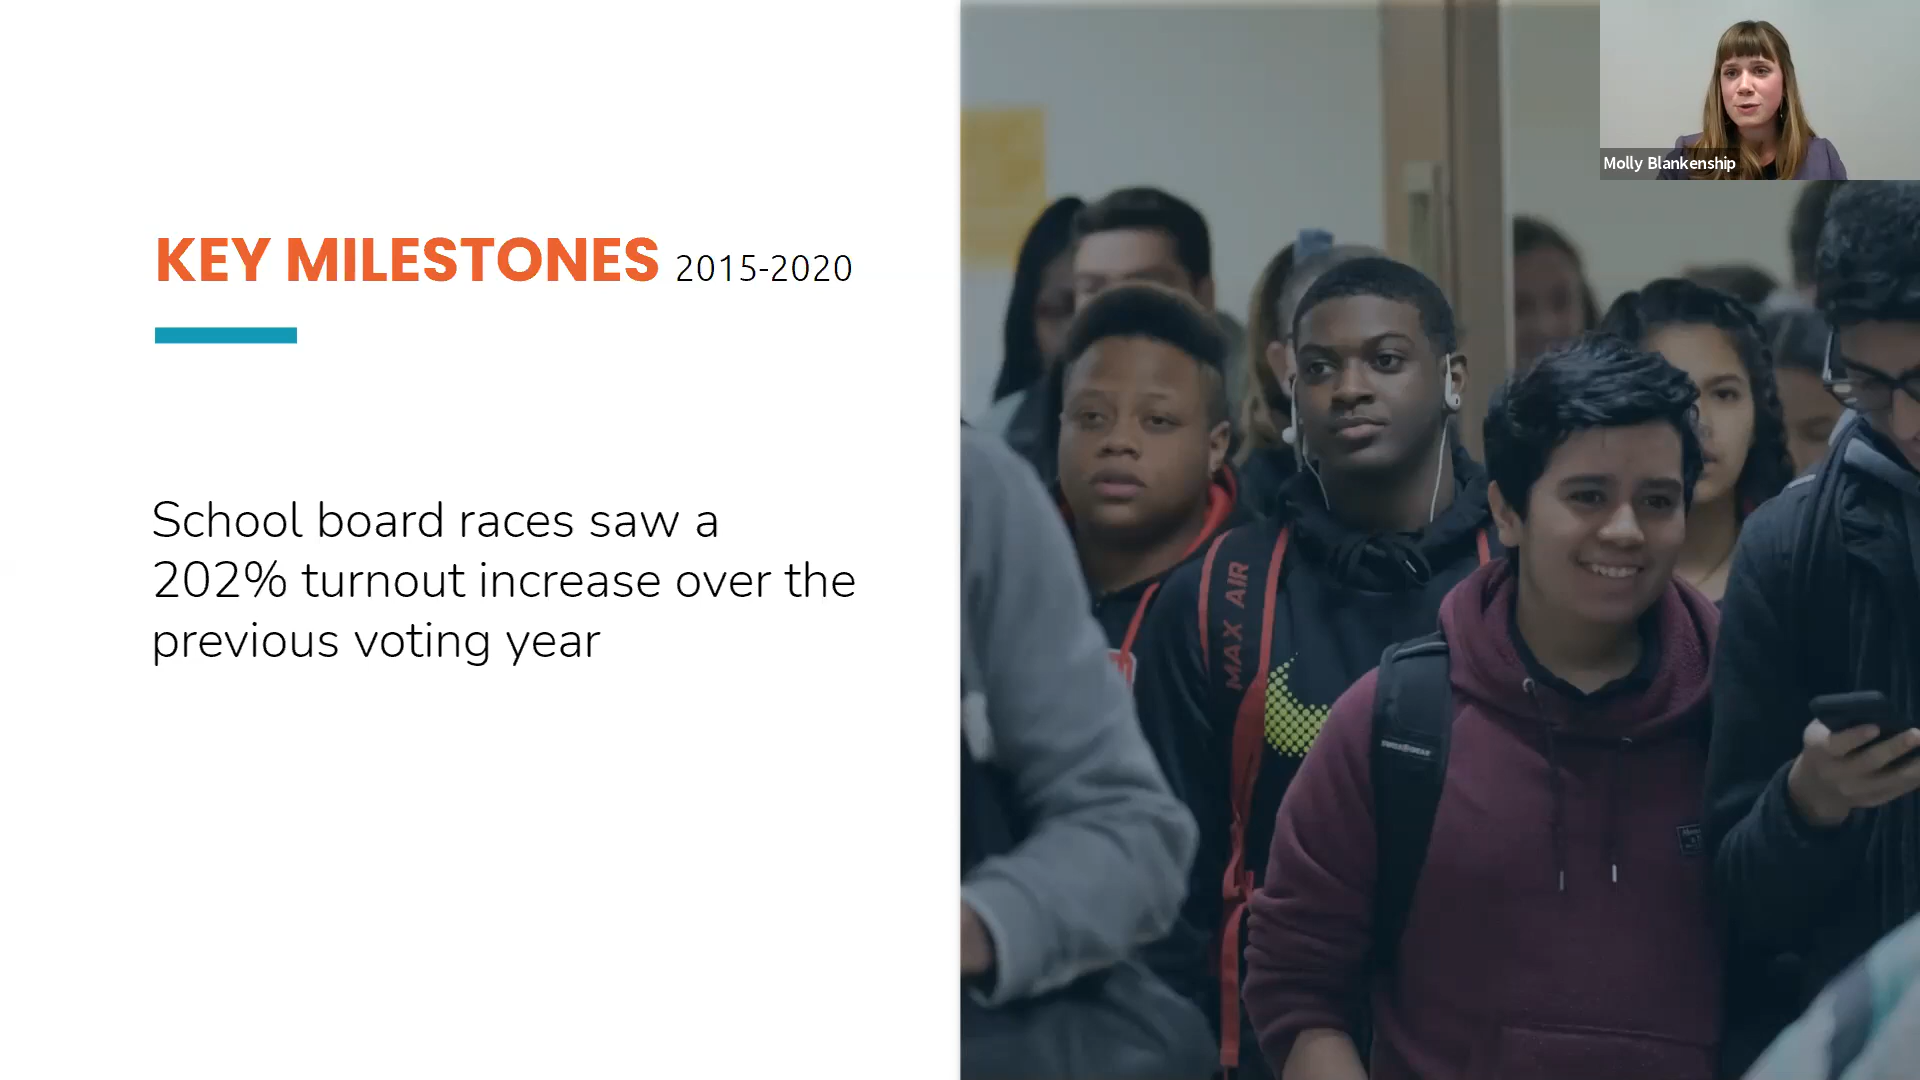 KEY MILESTONES 2015-2020
School board races saw a
202% turnout increase over the
previous voting year
Molly Blankenship
MAX AIR